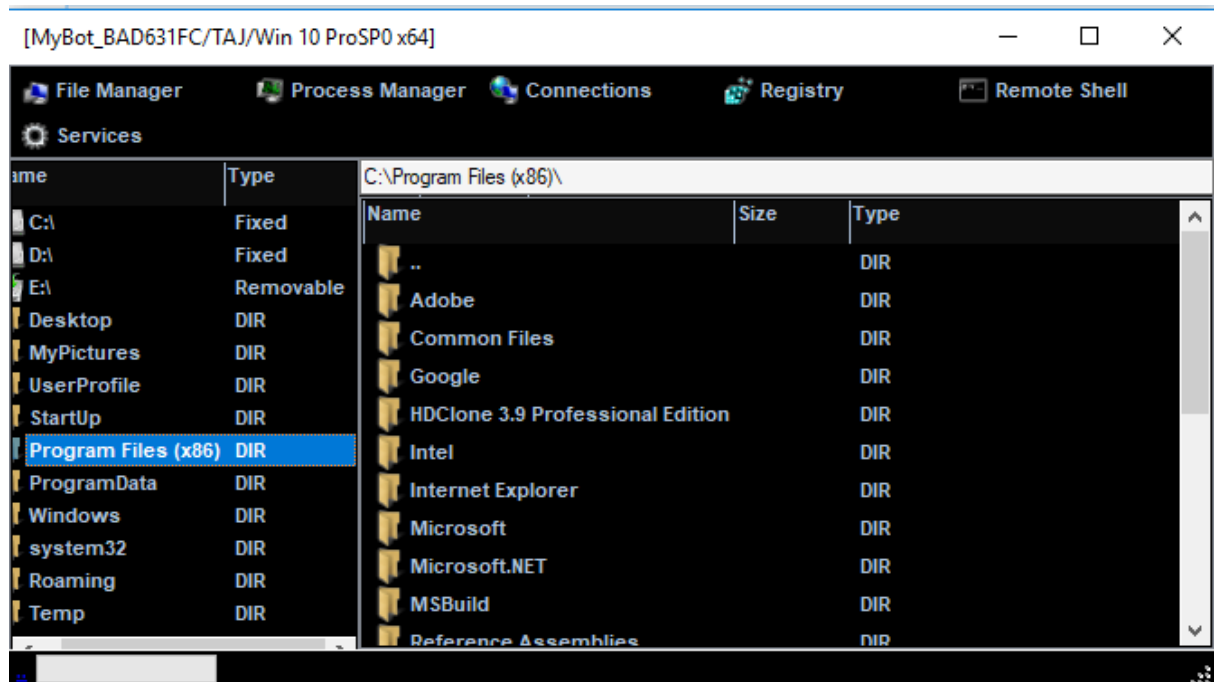 [MyBot_BAD631FC/TAJ/Win 10 ProSP0 x64]
File Manager Process Manager Connections Registry Remote Shell
Services
ame Type C:\Program Files (x86)\
Name Size Type
C:\ Fixed
.. DIR
D:\ Fixed
E:\ Removable
Adobe DIR
Desktop DIR
Common Files DIR
MyPictures DIR
Google DIR
UserProfile DIR
StartUp DIR
HDClone 3.9 Professional Edition DIR
Program Files (x86) DIR
Intel DIR
ProgramData DIR
Internet Explorer DIR
Windows DIR
Microsoft DIR
system32 DIR
Microsoft.NET DIR
Roaming DIR
MSBuild DIR
Temp DIR
Reference Assemblies DIR